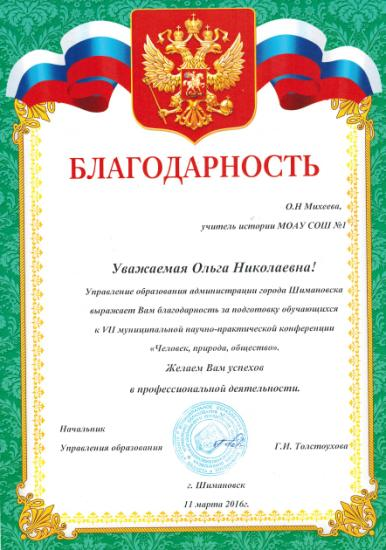 БЛАГОДАРНОСТЬ
О.Н Михеева,
учитель истории МОАУ СОШ №1
Уважаемая Ольга Николаевна!
Управление образования администрации города Шимановска
выражает Вам благодарность за подготовку обучающихся
к VII муниципальной научно-практической конференции
«Человек, природа, общество».
Желаем Вам успехов
в профессиональной деятельности.
Начальник
Управления образования Г.И. Толстоухова
г. Шимановск
11 марта 2016г.